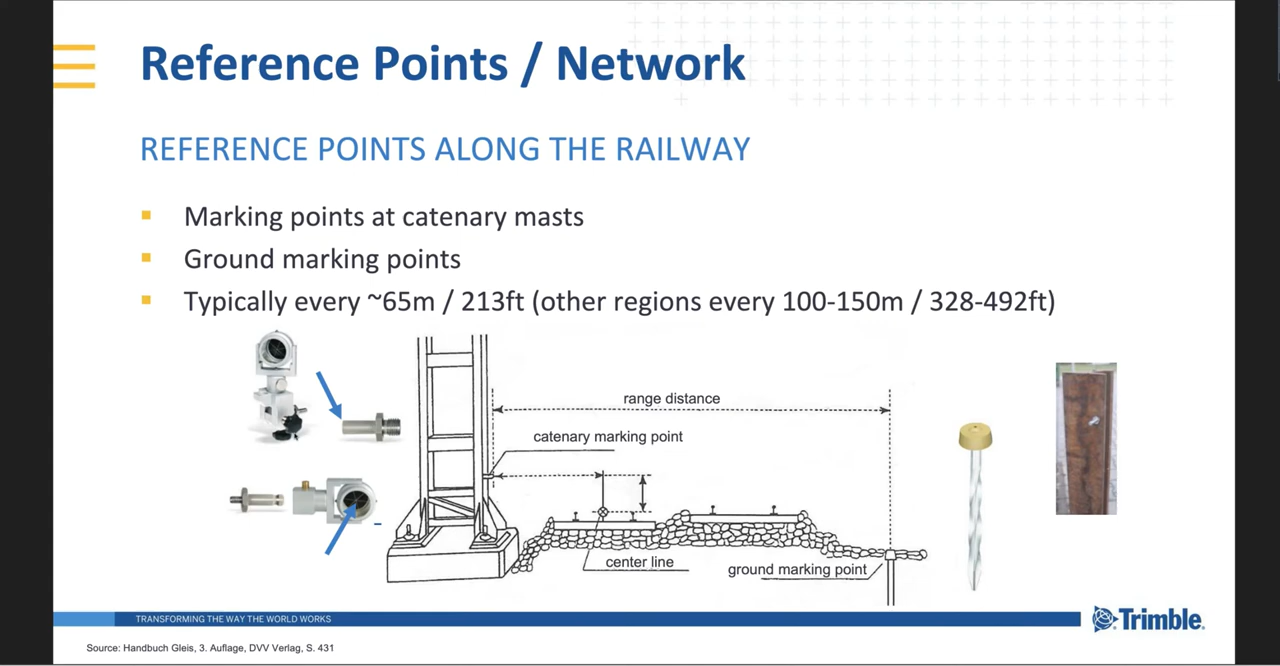 Reference Points / Network
REFERENCE POINTS ALONG THE RAILWAY
Marking points at catenary masts
Ground marking points
Typically every ~65m / 213ft (other regions every 100-150m / 328-492ft)
range distance
catenary marking point
center line
ground marking point
TRANSFORMING THE WAY THE WORLD WORKS
Trimble
Source: Handbuch Gleis, 3. Auflage, DVV Verlag, S. 431